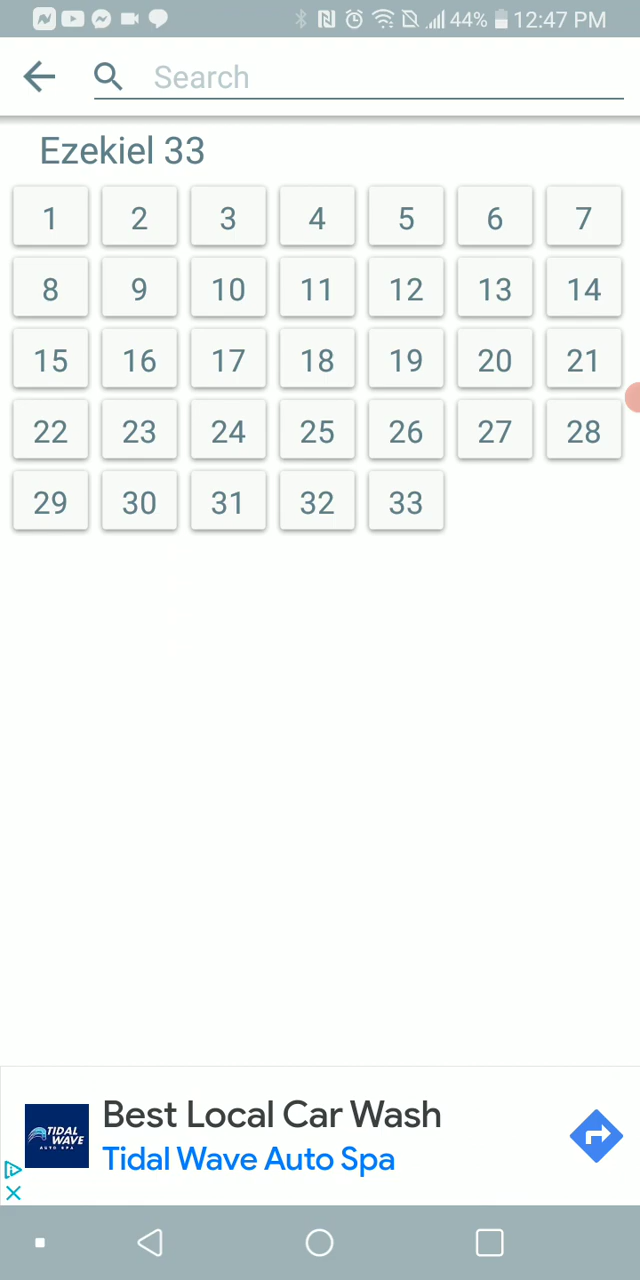 44% 12:47 PM
Search
Ezekiel 33
1 2 3 4 5 6 7
8 9 10 11 12 13 14
15 16 17 18 19 20 21
22 23 24 25 26 27 28
29 30 31 32 33
Best Local Car Wash
TIDAL
WAVE
AUTO SPA
Tidal Wave Auto Spa